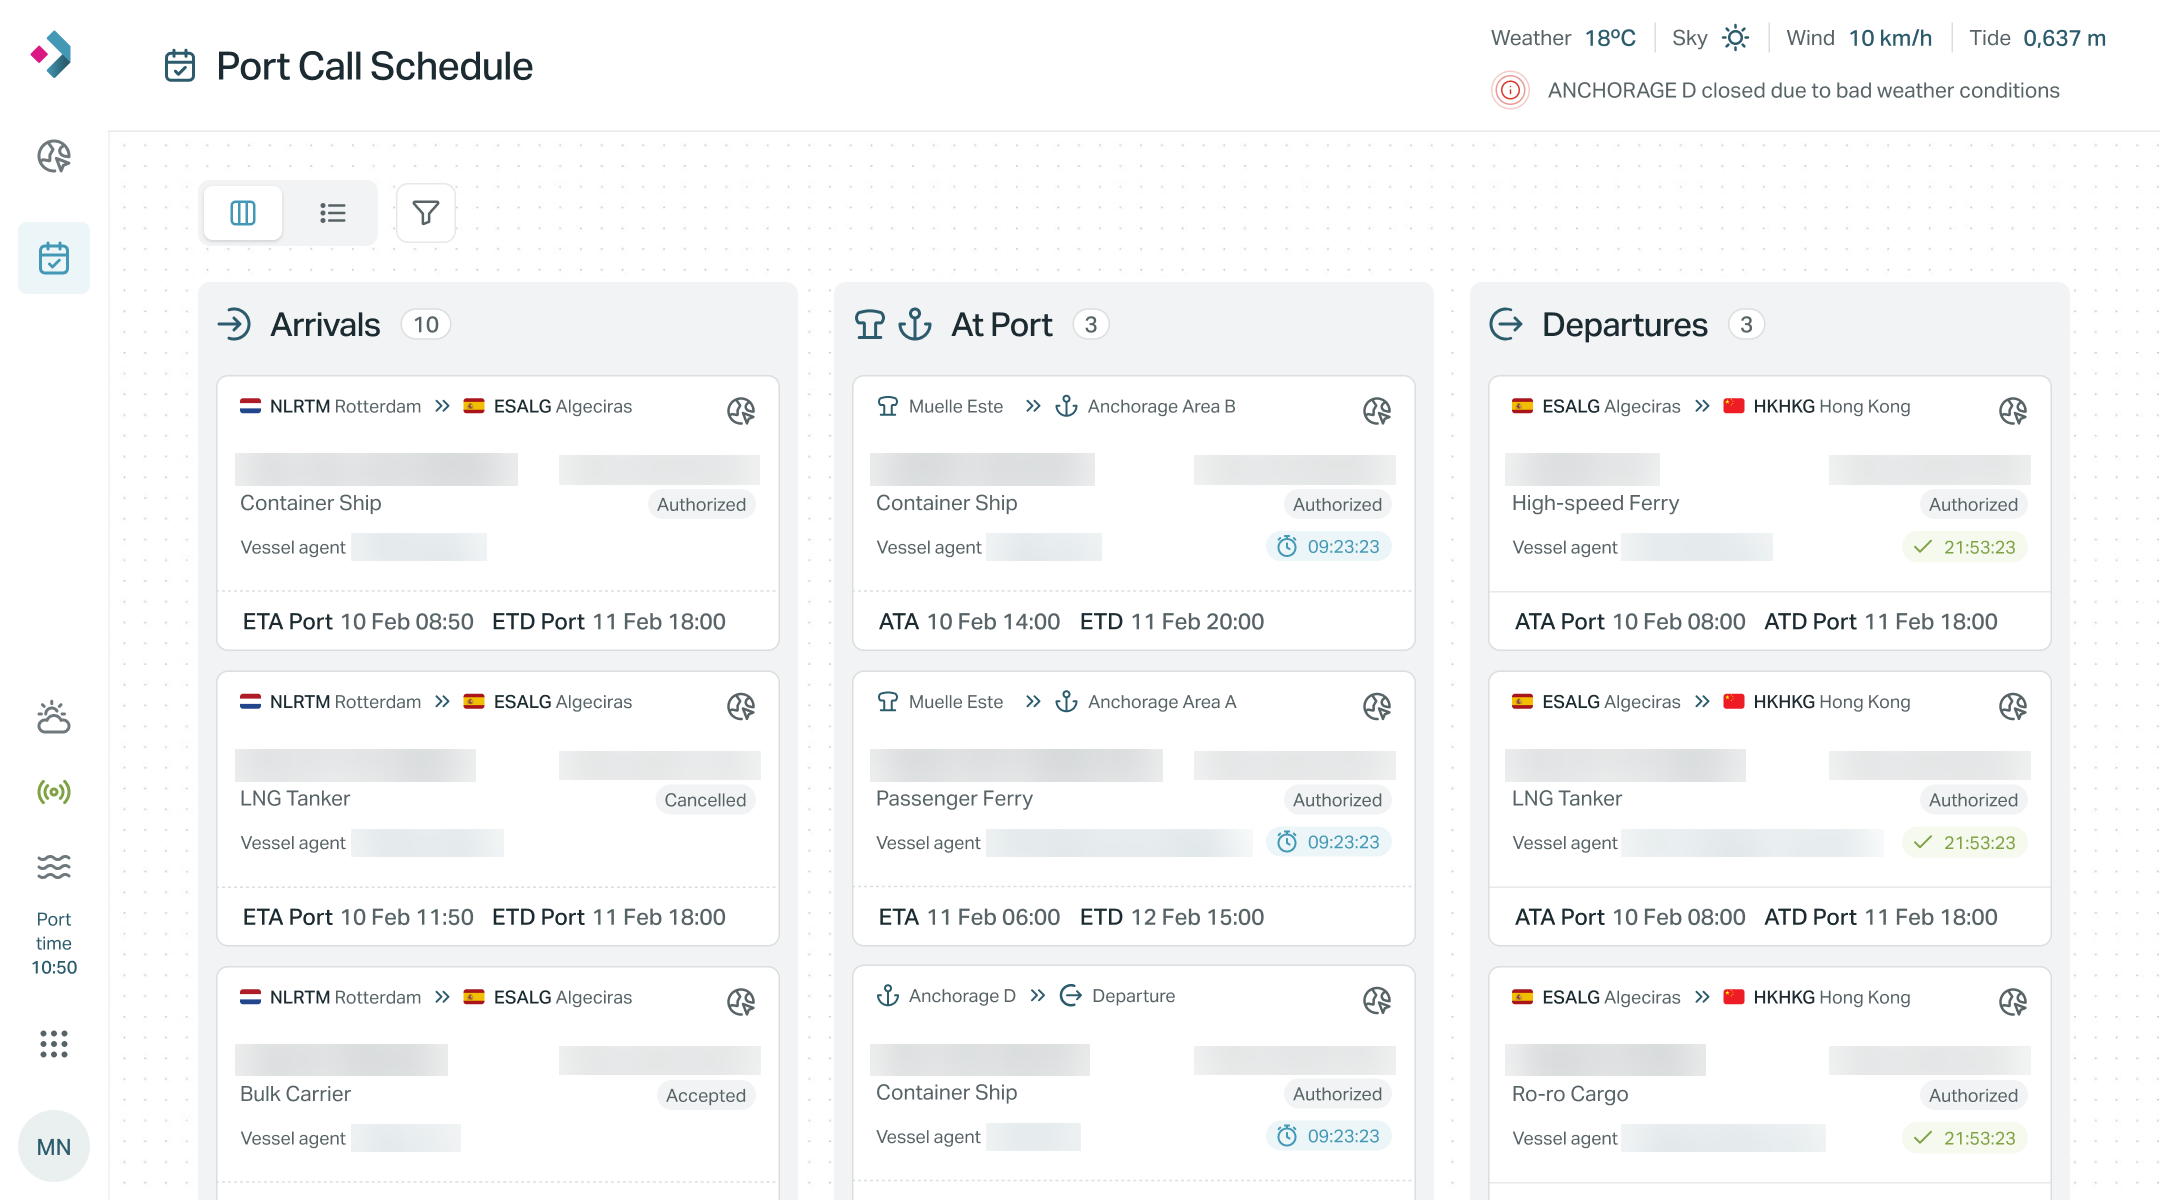 Port Call Schedule
Weather 18ºC Sky Wind 10 km/h Tide 0,637 m
ANCHORAGE D closed due to bad weather conditions
Arrivals 10
NLRTM Rotterdam » ESALG Algeciras
Container Ship
Authorized
Vessel agent
ETA Port 10 Feb 08:50 ETD Port 11 Feb 18:00
NLRTM Rotterdam » ESALG Algeciras
LNG Tanker
Cancelled
Vessel agent
ETA Port 10 Feb 11:50 ETD Port 11 Feb 18:00
NLRTM Rotterdam » ESALG Algeciras
Bulk Carrier
Accepted
Vessel agent
At Port 3
Muelle Este » Anchorage Area B
Container Ship
Authorized
Vessel agent
09:23:23
ATA 10 Feb 14:00 ETD 11 Feb 20:00
Muelle Este » Anchorage Area A
Passenger Ferry
Authorized
Vessel agent
09:23:23
ETA 11 Feb 06:00 ETD 12 Feb 15:00
Anchorage D » Departure
Container Ship
Authorized
Vessel agent
09:23:23
Departures 3
ESALG Algeciras » HKHKG Hong Kong
High-speed Ferry
Authorized
Vessel agent
21:53:23
ATA Port 10 Feb 08:00 ATD Port 11 Feb 18:00
ESALG Algeciras » HKHKG Hong Kong
LNG Tanker
Authorized
Vessel agent
21:53:23
ATA Port 10 Feb 08:00 ATD Port 11 Feb 18:00
ESALG Algeciras » HKHKG Hong Kong
Ro-ro Cargo
Authorized
Vessel agent
21:53:23
Port
time
10:50
MN